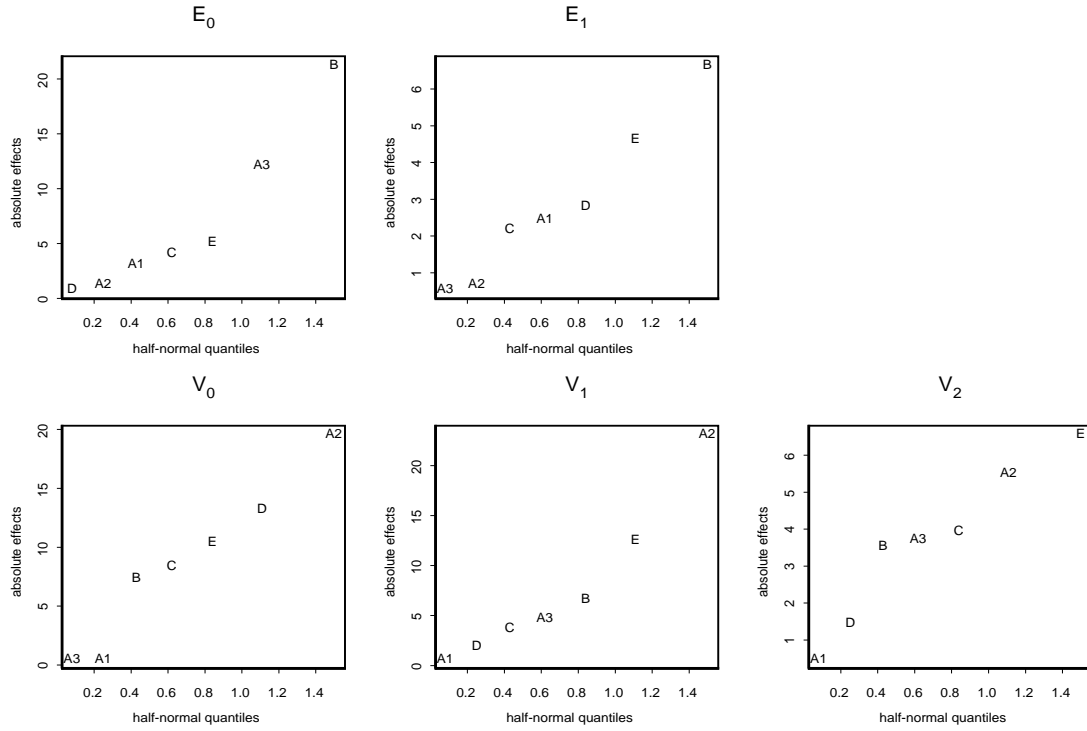 E0 E1
absolute effects
20
15
10
5
0
D A2 A1 C E A3 B
0.2 0.4 0.6 0.8 1.0 1.2 1.4
half-normal quantiles
absolute effects
6
5
4
3
2
1
A3 A2 C A1 D E B
0.2 0.4 0.6 0.8 1.0 1.2 1.4
half-normal quantiles
V0 V1 V2
absolute effects
20
15
10
5
0
A3 A1 B C E D A2
0.2 0.4 0.6 0.8 1.0 1.2 1.4
half-normal quantiles
absolute effects
20
15
10
5
0
A1 D C A3 B E A2
0.2 0.4 0.6 0.8 1.0 1.2 1.4
half-normal quantiles
absolute effects
6
5
4
3
2
1
A1 D B A3 C A2 E
0.2 0.4 0.6 0.8 1.0 1.2 1.4
half-normal quantiles